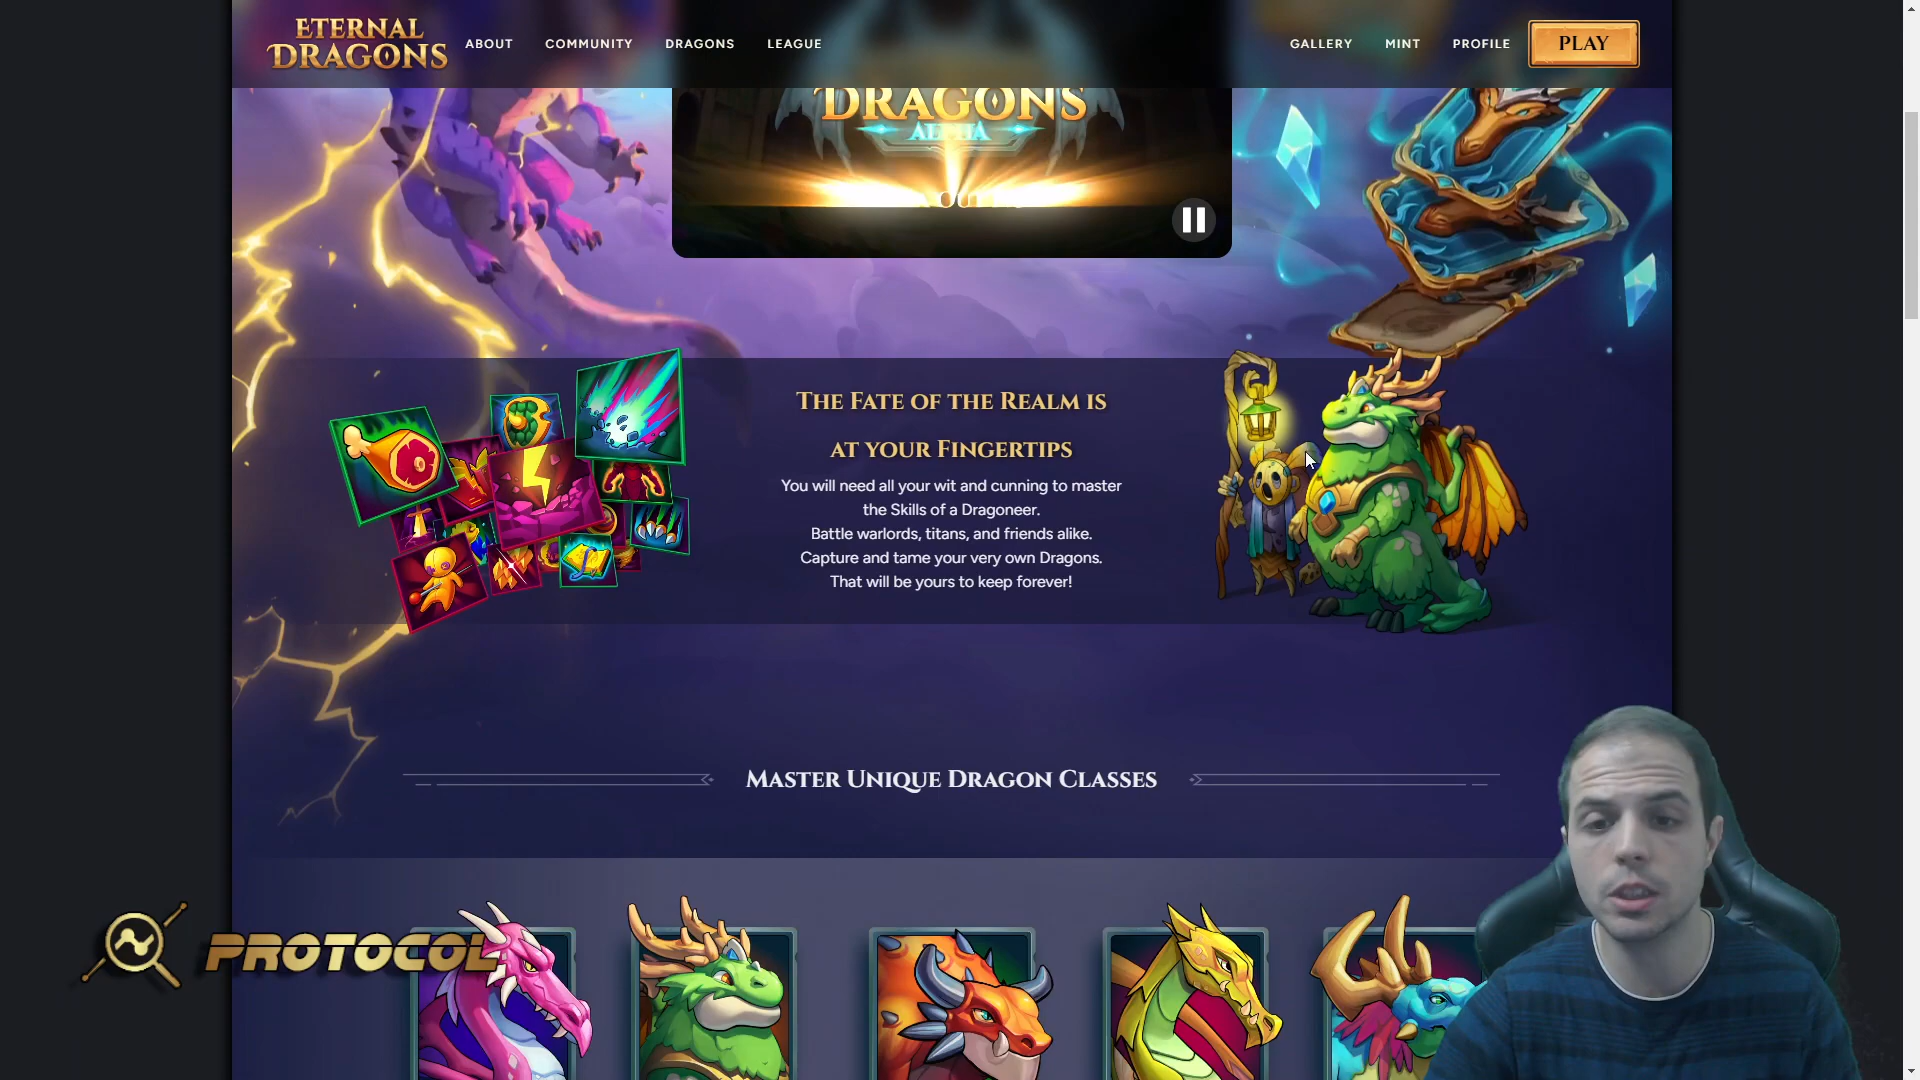 ETERNAL
DRAGONS
ABOUT
COMMUNITY
DRAGONS
LEAGUE
GALLERY
MINT
PROFILE
PLAY
DRAGONS
ALPHA
THE FATE OF THE REALM IS
AT YOUR FINGERTIPS
You will need all your wit and cunning to master
the Skills of a Dragoneer.
Battle warlords, titans, and friends alike.
Capture and tame your very own Dragons.
That will be yours to keep forever!
MASTER UNIQUE DRAGON CLASSES
PROTOCOL